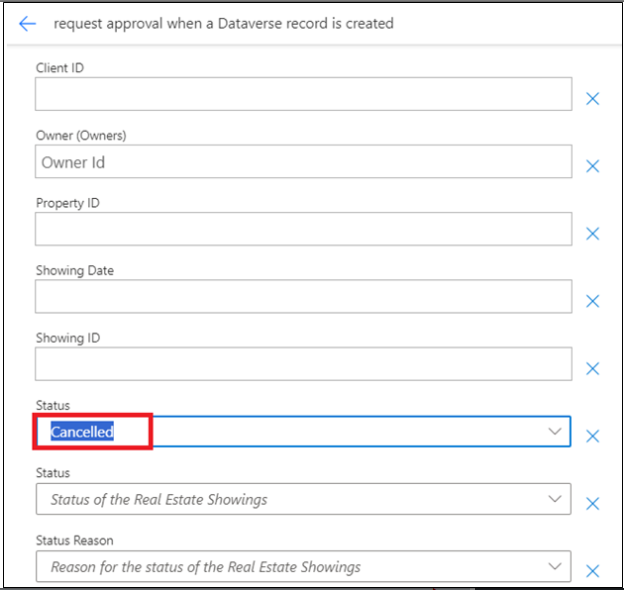 request approval when a Dataverse record is created
Client ID
Owner (Owners)
Owner Id
Property ID
Showing Date
Showing ID
Status
Cancelled
Status
Status of the Real Estate Showings
Status Reason
Reason for the status of the Real Estate Showings